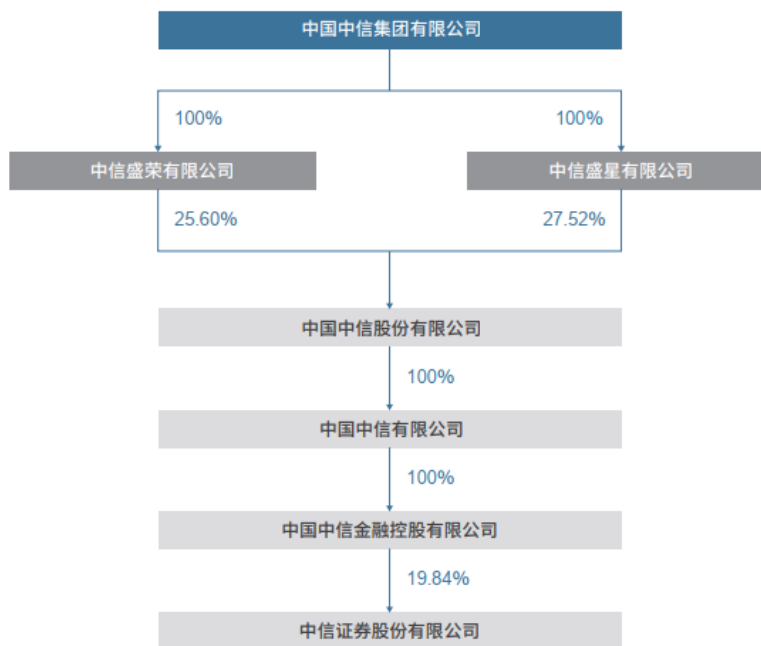 中国中信集团有限公司
100%
100%
中信盛荣有限公司
中信盛星有限公司
25.60%
27.52%
中国中信股份有限公司
100%
中国中信有限公司
100%
中国中信金融控股有限公司
19.84%
中信证券股份有限公司